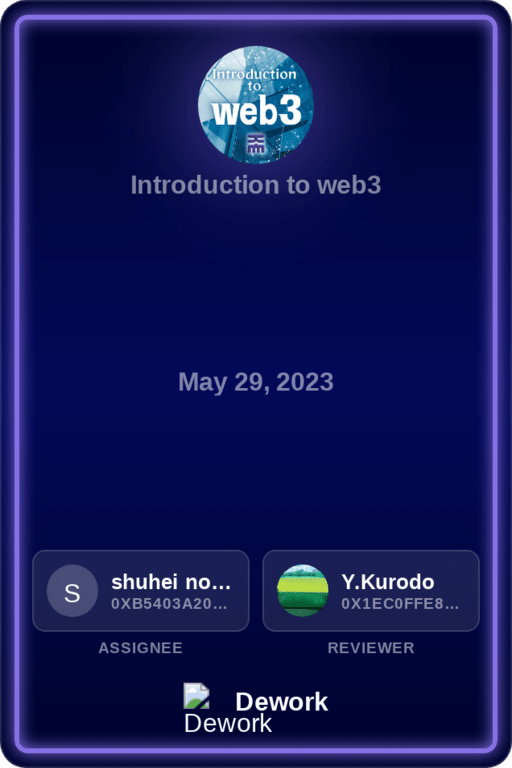 Introduction
to
web3
Introduction to web3
May 29, 2023
S
shuhei no...
0XB5403A20...
ASSIGNEE
Y.Kurodo
0X1EC0FFE8...
REVIEWER
Dework
Dework